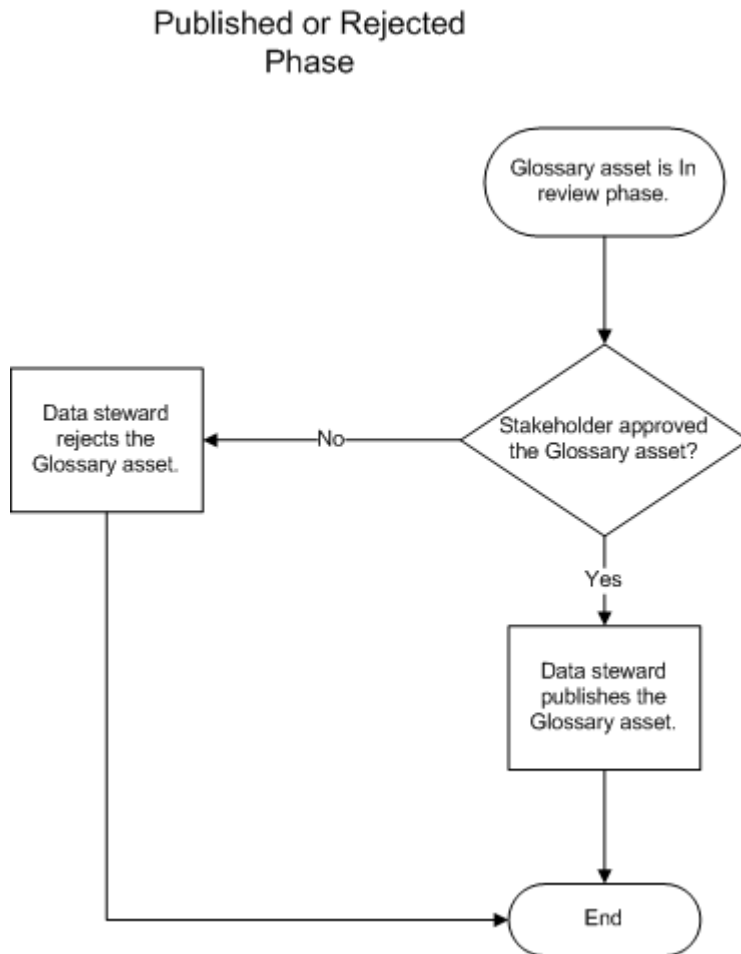 Published or Rejected
Phase
Glossary asset is In
review phase.
Stakeholder approved
the Glossary asset?
No
Data steward
rejects the
Glossary asset.
Yes
Data steward
publishes the
Glossary asset.
End